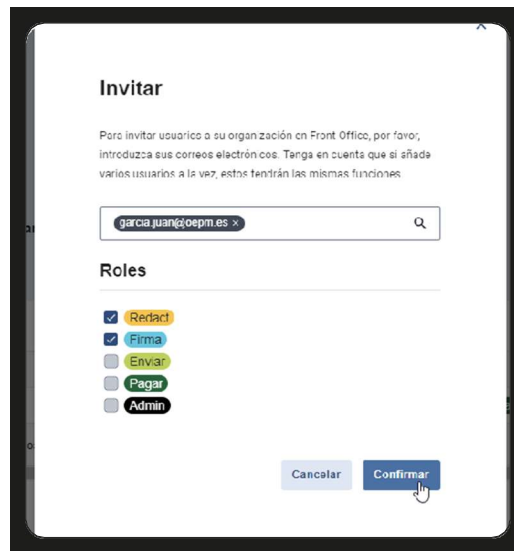 Invitar
Para invitar usuarios a su organización en Front Office, por favor,
introduzca sus correos electrónicos. Tenga en cuenta que si añade
varios usuarios a la vez, estos tendrán las mismas funciones
garcia.juan@oepm.es ×
Roles
Redact
Firma
Enviar
Pagar
Admin
Cancelar
Confirmar